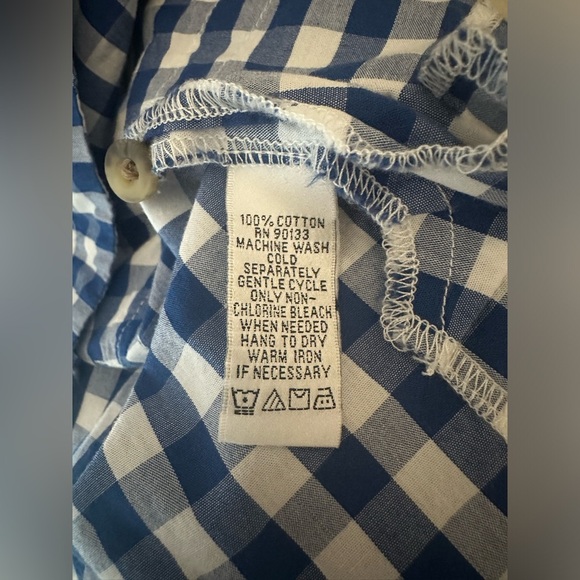 100% COTTON
RN 90133
MACHINE WASH
COLD
SEPARATELY
GENTLE CYCLE
ONLY NON-
CHLORINE BLEACH
WHEN NEEDED
HANG TO DRY
WARM IRON
IF NECESSARY